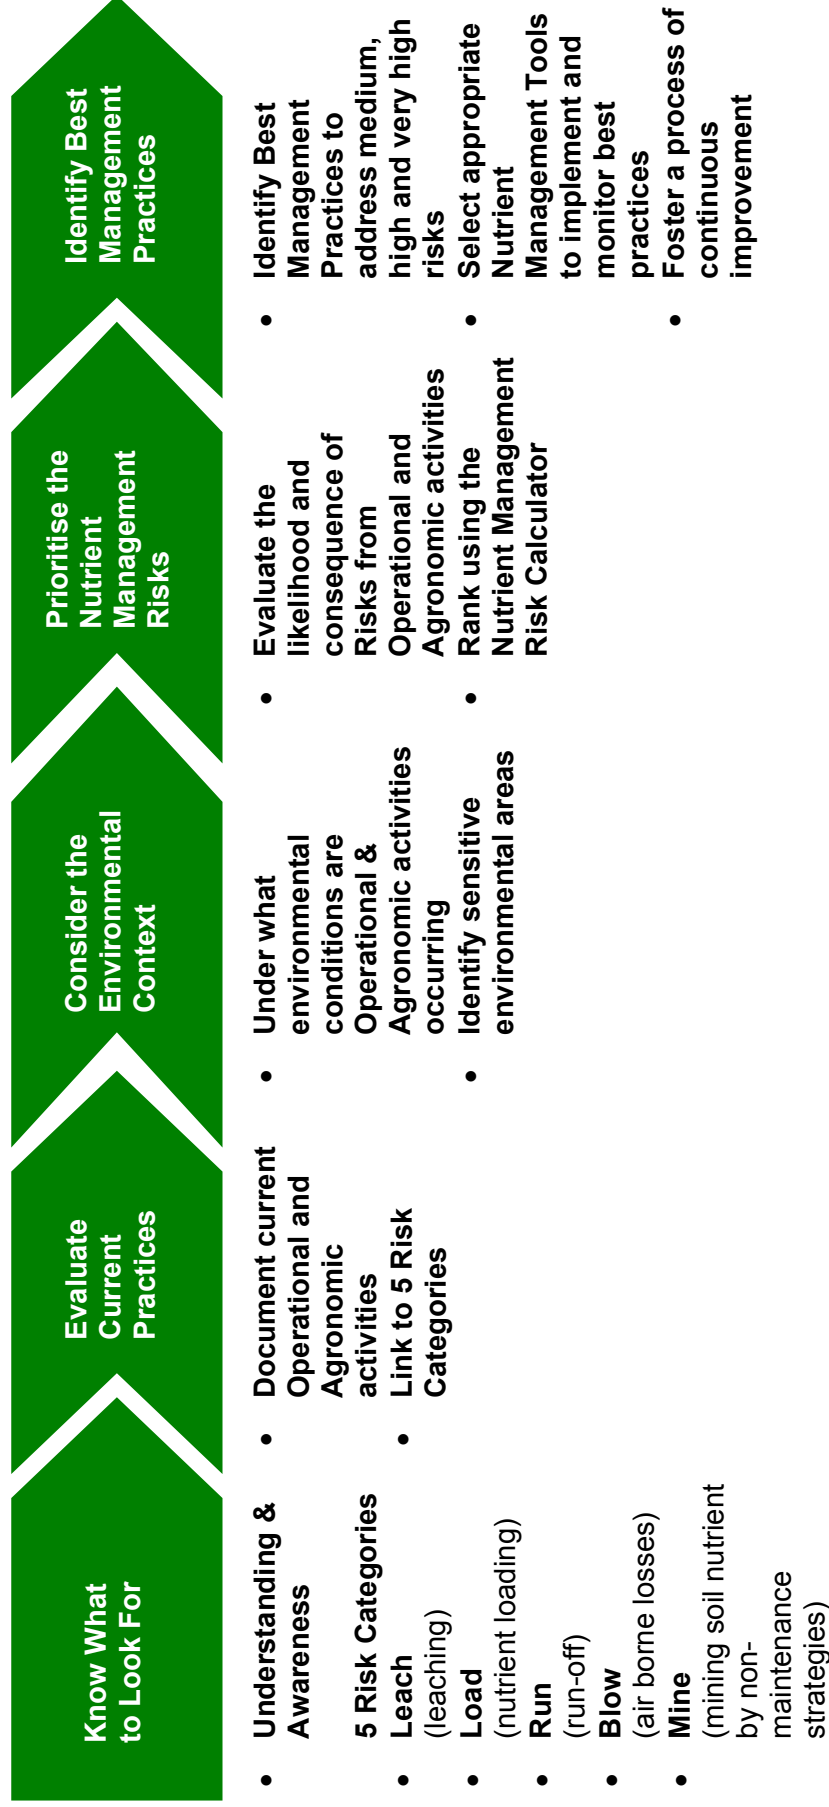 Know What
to Look For
• Understanding &
Awareness
5 Risk Categories
• Leach
(leaching)
• Load
(nutrient loading)
• Run
(run-off)
• Blow
(air borne losses)
• Mine
(mining soil nutrient
by non-
maintenance
strategies)
Evaluate
Current
Practices
• Document current
Operational and
Agronomic
activities
• Link to 5 Risk
Categories
Consider the
Environmental
Context
• Under what
environmental
conditions are
Operational &
Agronomic activities
occurring
• Identify sensitive
environmental areas
Prioritise the
Nutrient
Management
Risks
• Evaluate the
likelihood and
consequence of
Risks from
Operational and
Agronomic activities
• Rank using the
Nutrient Management
Risk Calculator
Identify Best
Management
Practices
• Identify Best
Management
Practices to
address medium,
high and very high
risks
• Select appropriate
Nutrient
Management Tools
to implement and
monitor best
practices
• Foster a process of
continuous
improvement